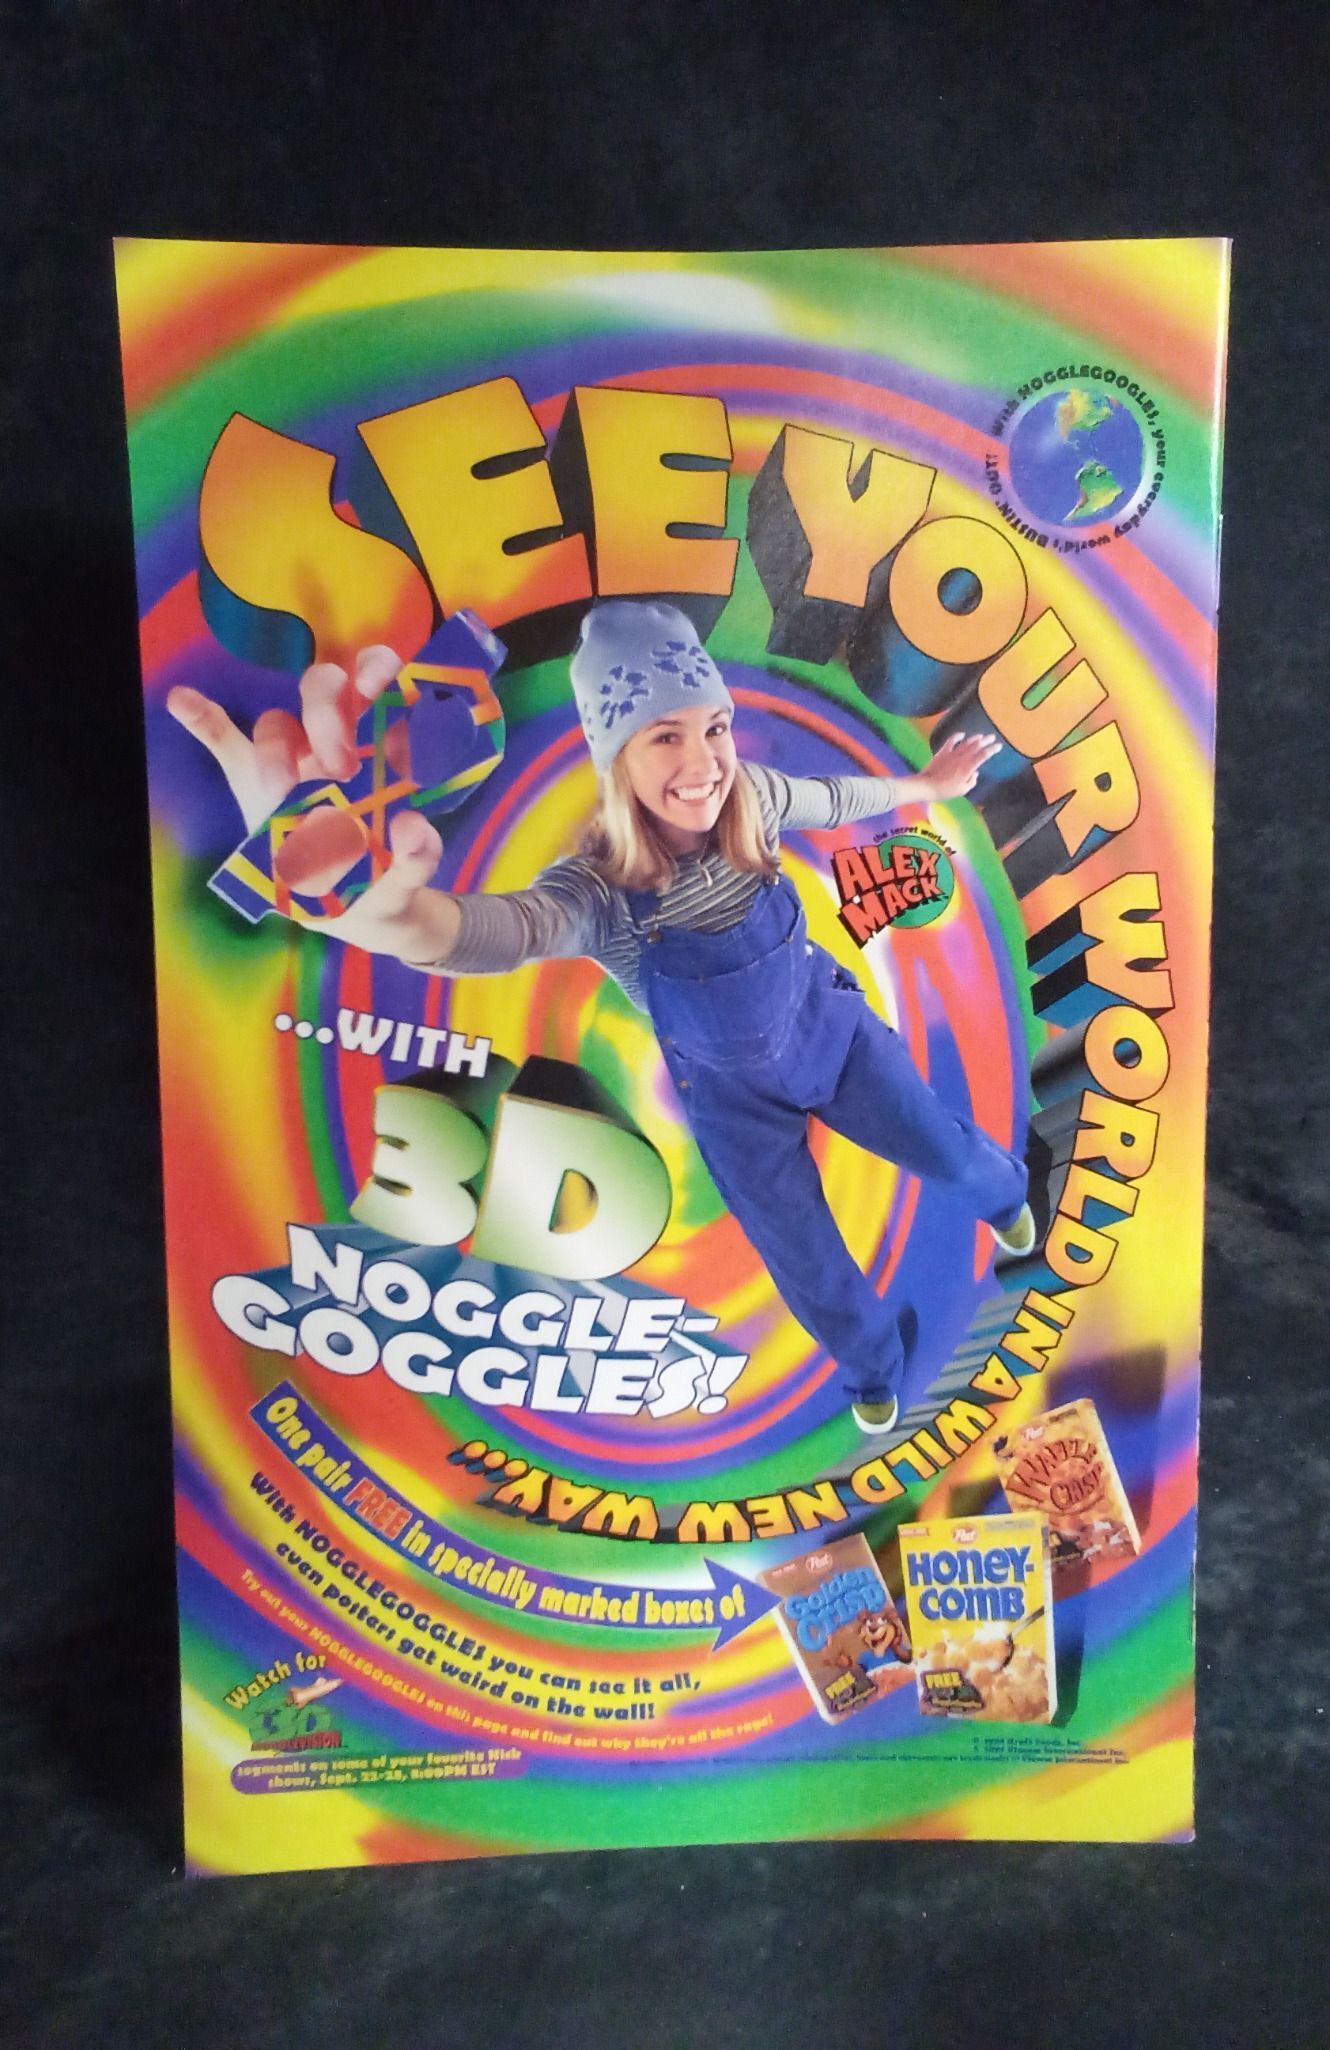 SEE YOUR WORLD IN A WILD NEW WAY...
With NOGGLEGOOGLES, your everyday world's BUSTIN' OUT!
the secret world of
ALEX
MACK
...WITH
3D
NOGGLE-
GOGGLES!
One pair FREE in specially marked boxes of
With NOGGLEGOGGLES you can see it all,
even posters get weird on the wall!
Try out your NOGGLEGOGGLES on this page and find out why they're all the rage!
Watch for
3D
segments on some of your favorite Nick
shows, Sept. 22-28, 8:00PM EST
Post
WAFFLE
CRISP
Post
Golden
CRISP
FREE
Post
HONEY-
COMB
FREE